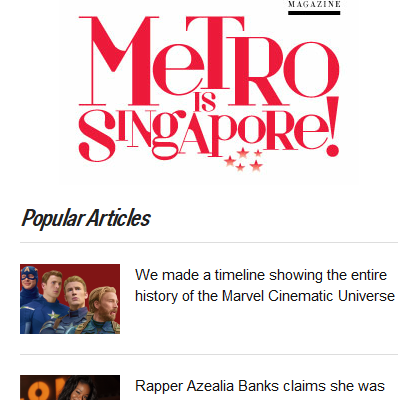 MAGAZINE
METRO
IS
SINGAPORE!
Popular Articles
We made a timeline showing the entire
history of the Marvel Cinematic Universe
Rapper Azealia Banks claims she was